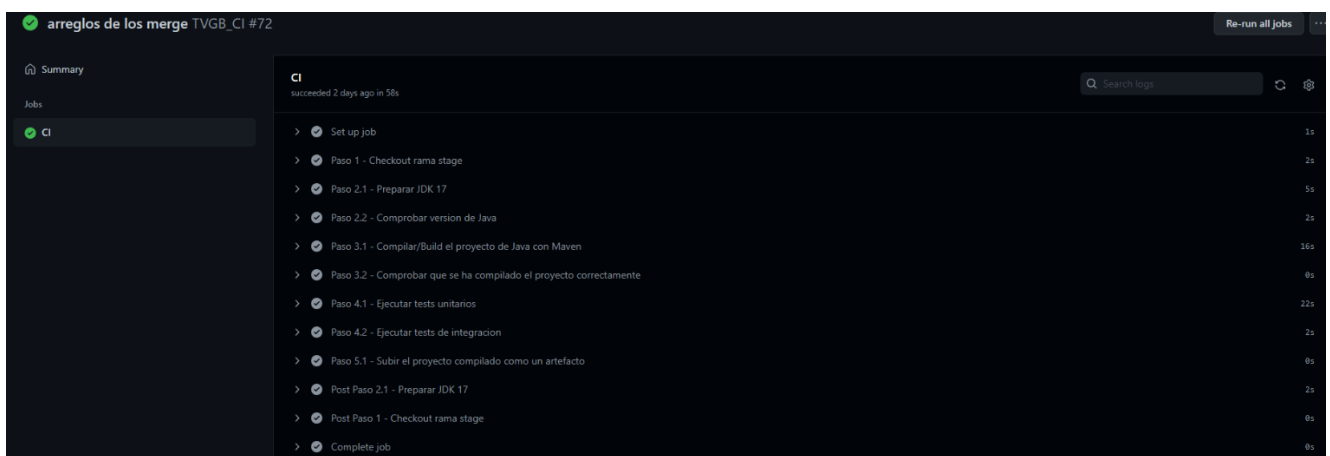 arreglos de los merge TVGB_CI #72
Re-run all jobs
Summary
Jobs
CI
CI
succeeded 2 days ago in 58s
Search logs
Set up job 1s
Paso 1 - Checkout rama stage 2s
Paso 2.1 - Preparar JDK 17 5s
Paso 2.2 - Comprobar version de Java 2s
Paso 3.1 - Compilar/Build el proyecto de Java con Maven 16s
Paso 3.2 - Comprobar que se ha compilado el proyecto correctamente 0s
Paso 4.1 - Ejecutar tests unitarios 22s
Paso 4.2 - Ejecutar tests de integracion 2s
Paso 5.1 - Subir el proyecto compilado como un artefacto 0s
Post Paso 2.1 - Preparar JDK 17 2s
Post Paso 1 - Checkout rama stage 0s
Complete job 0s